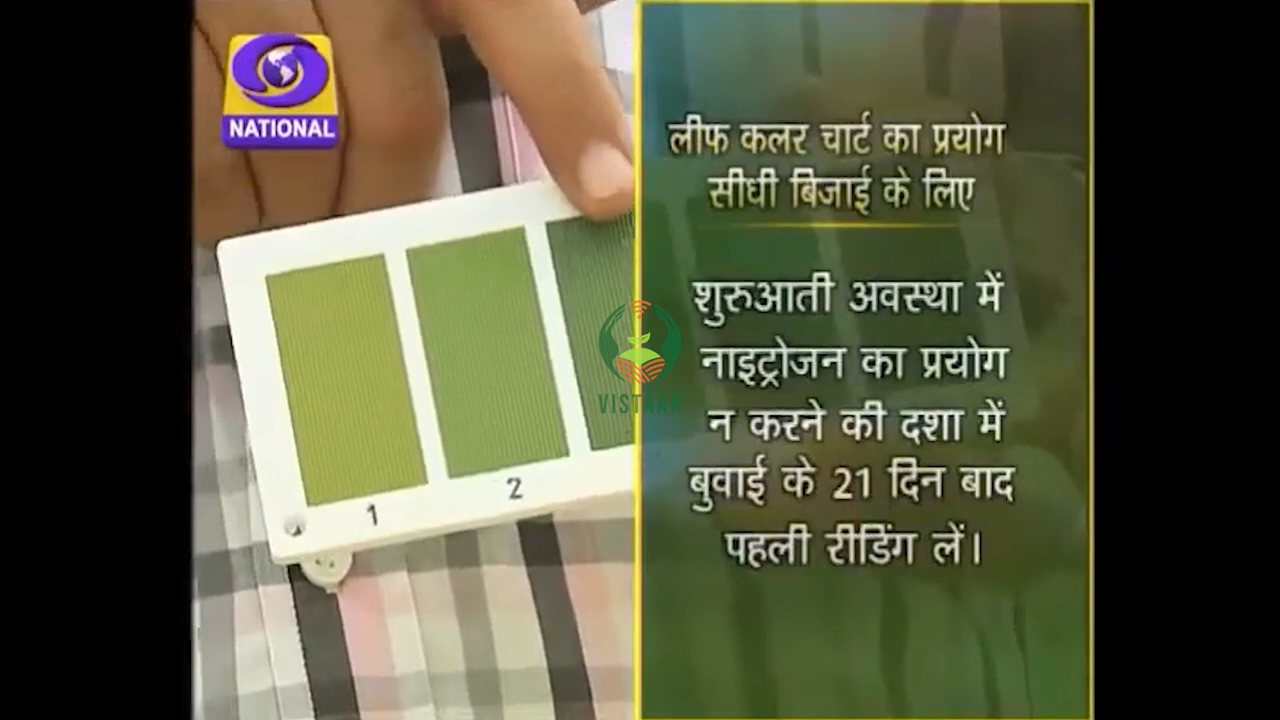 NATIONAL
लीफ कलर चार्ट का प्रयोग
सीधी बिजाई के लिए
शुरुआती अवस्था में
नाइट्रोजन का प्रयोग
न करने की दशा में
बुवाई के 21 दिन बाद
पहली रीडिंग लें।
VISTAAR
1
2